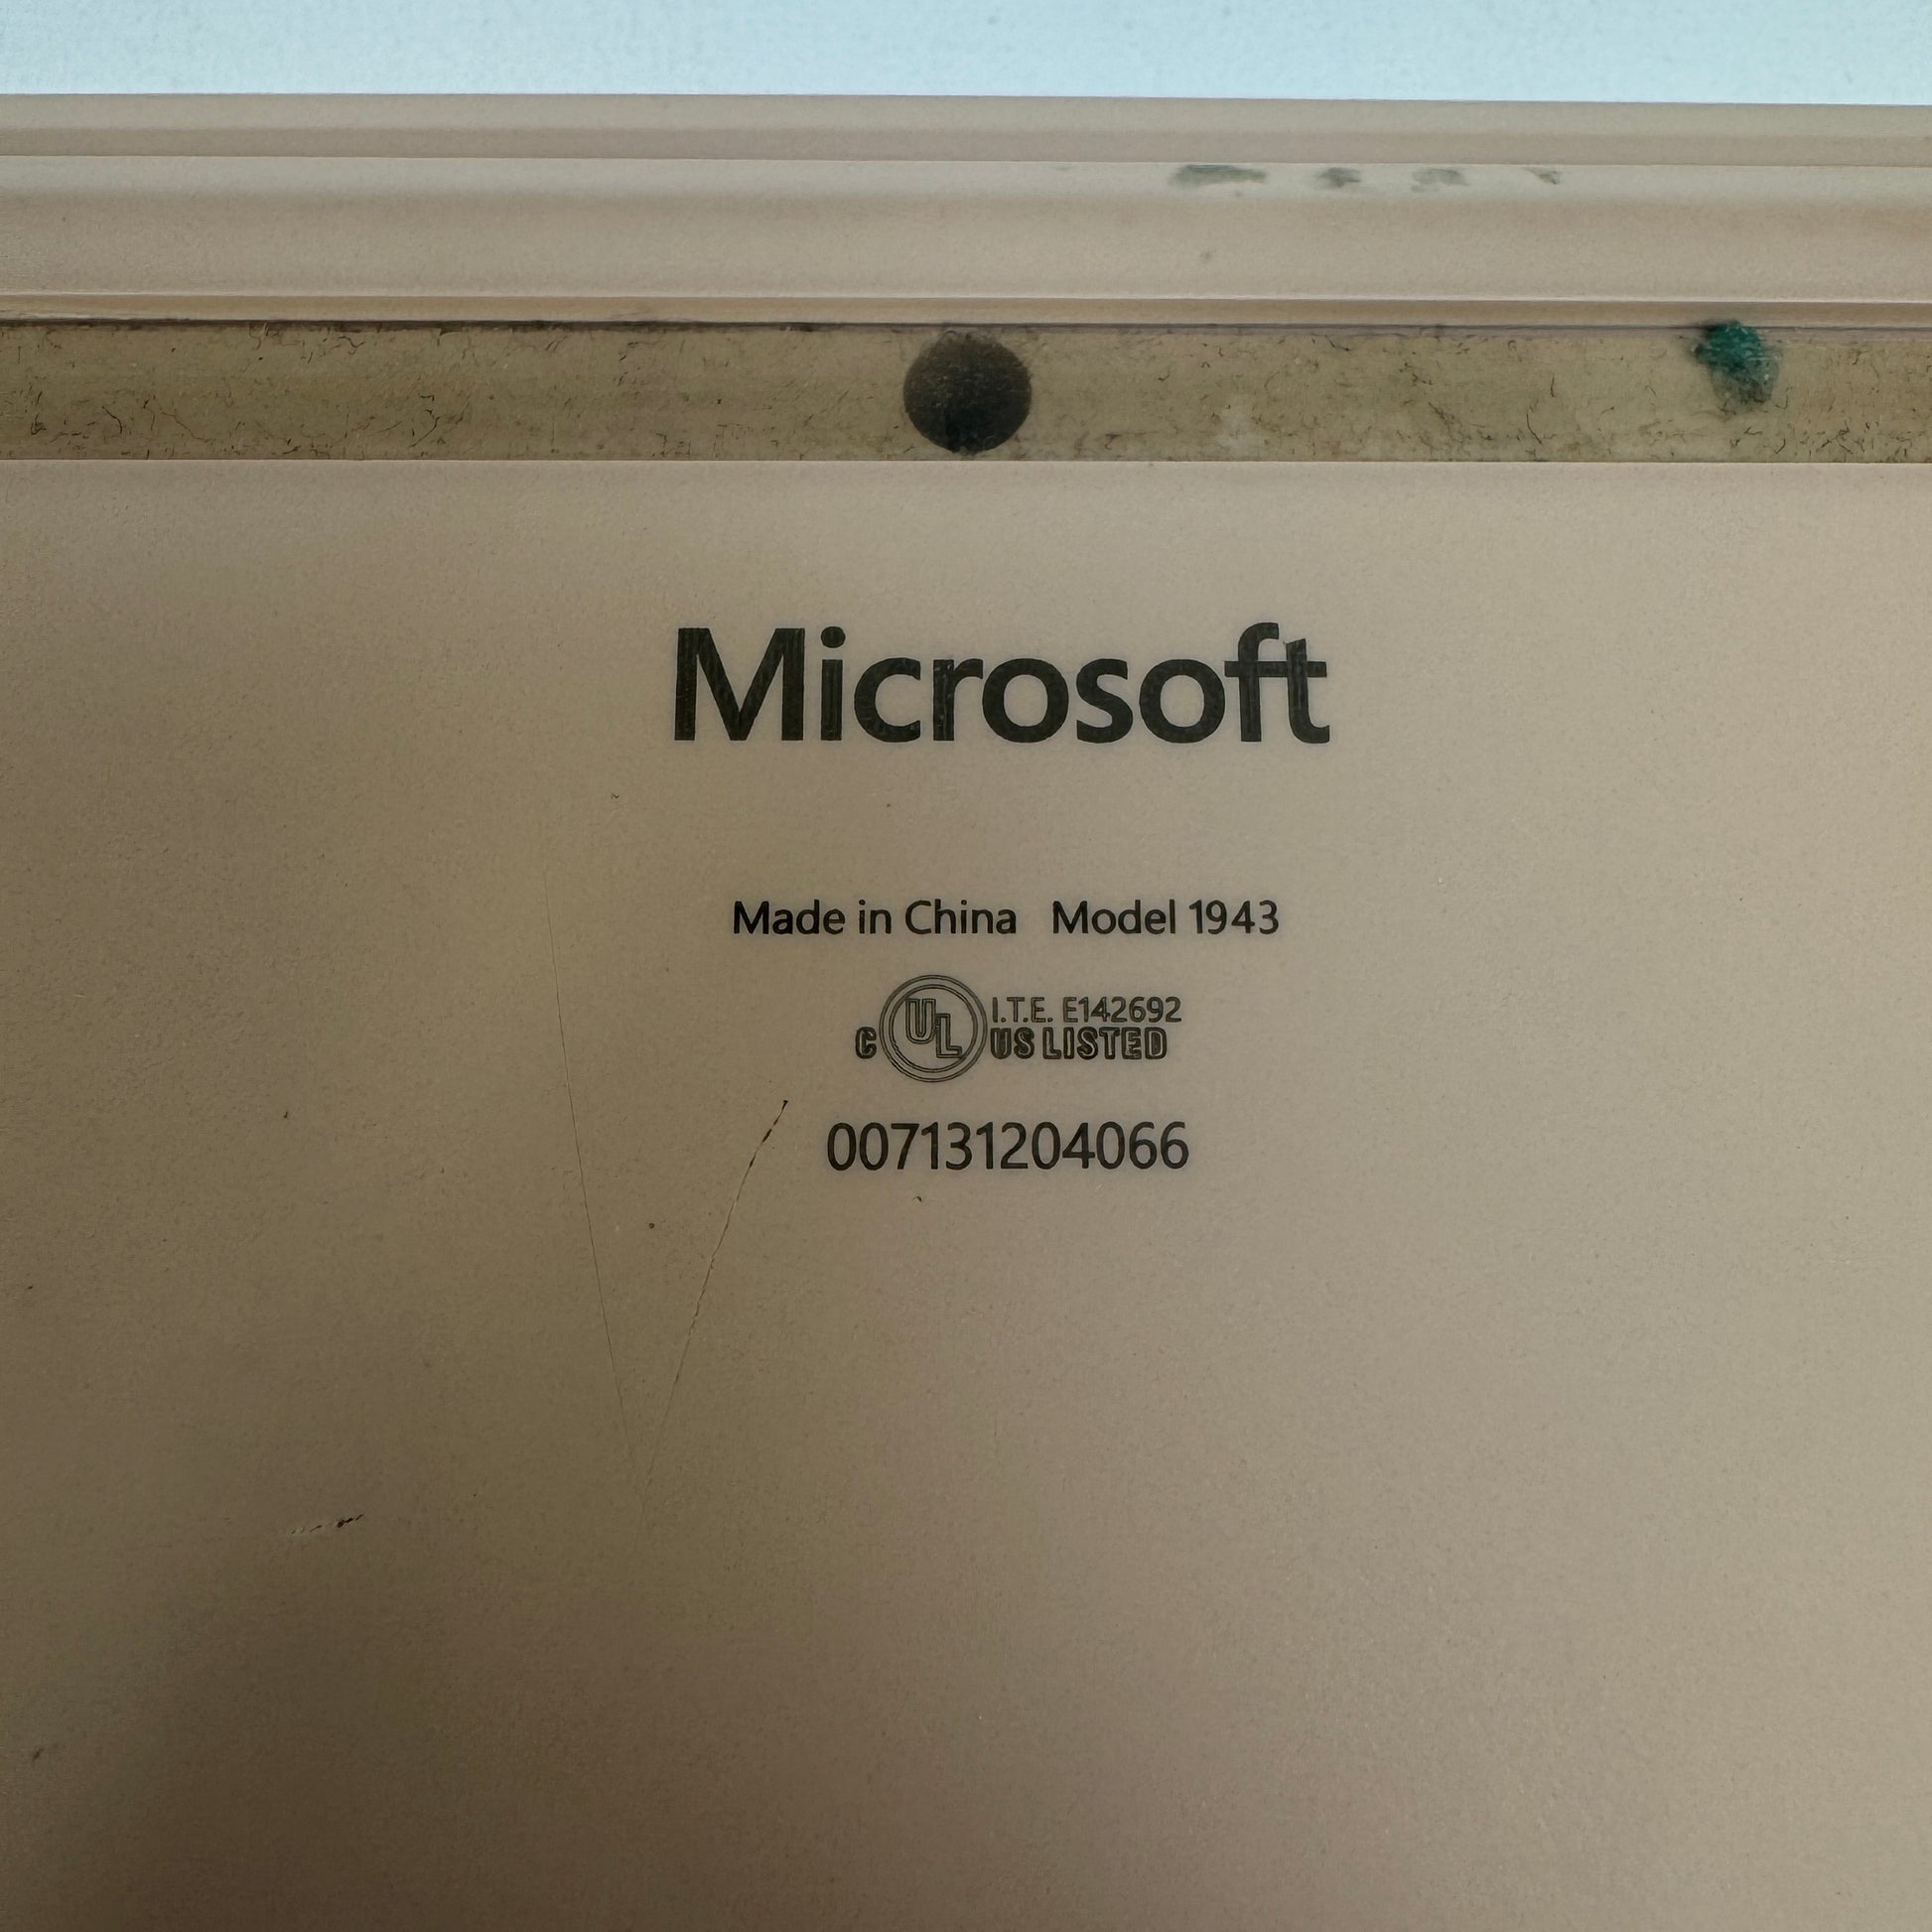 Microsoft
Made in China Model 1943
C UL US LISTED I.T.E. E142692
007131204066